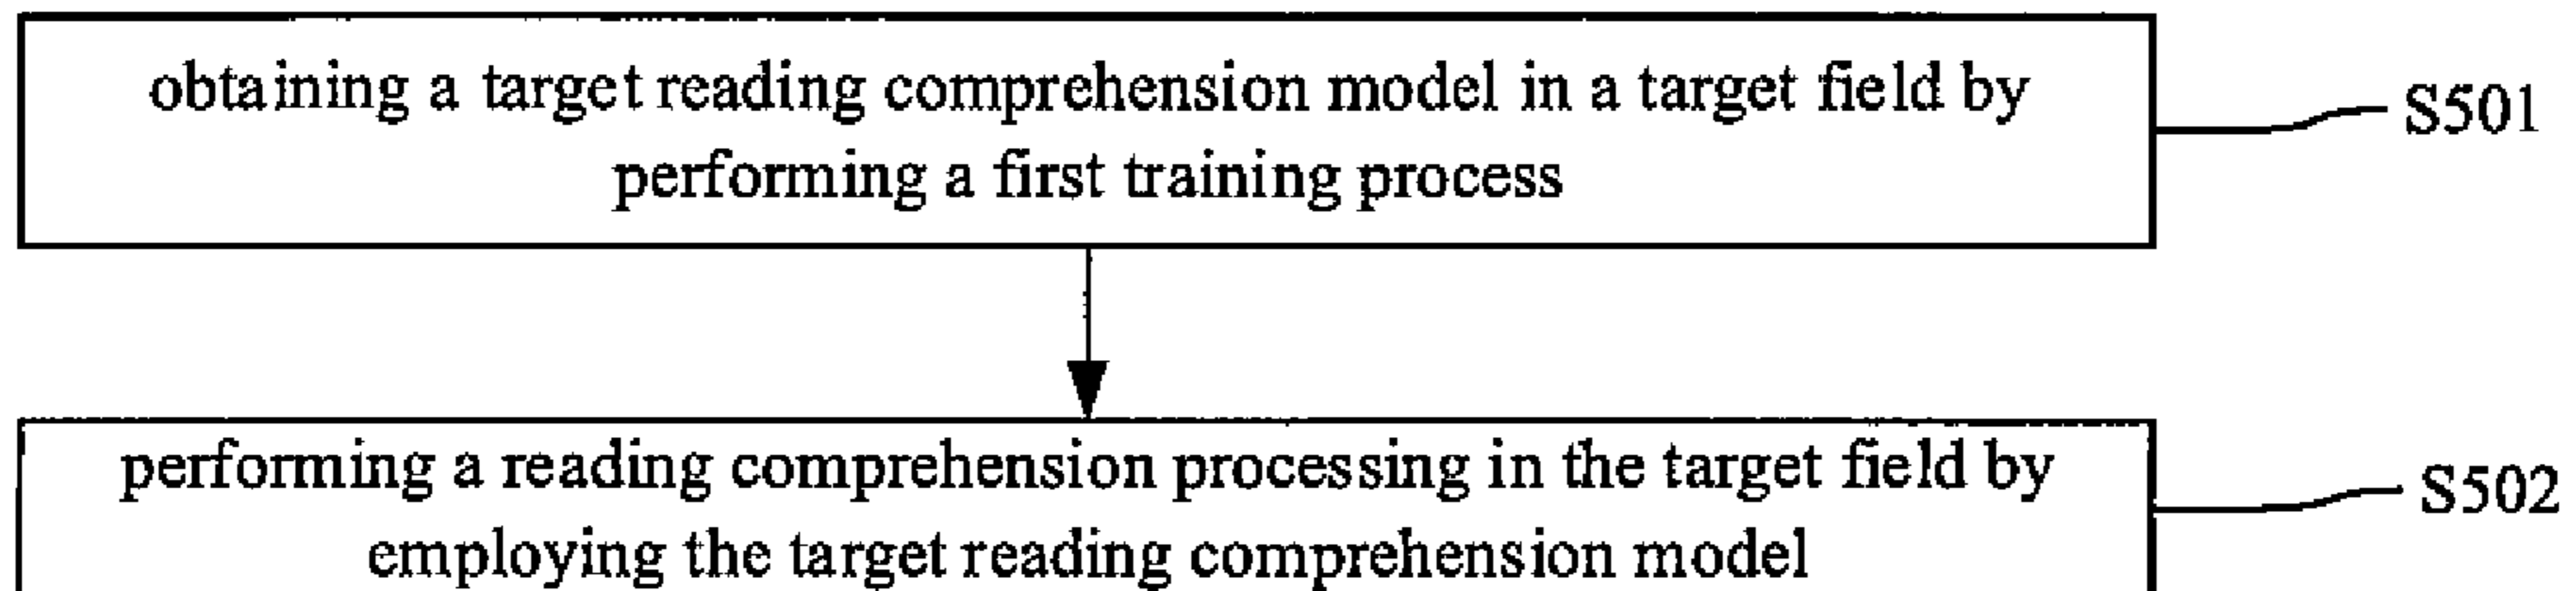 obtaining a target reading comprehension model in a target field by
performing a first training process
S501
performing a reading comprehension processing in the target field by
employing the target reading comprehension model
S502